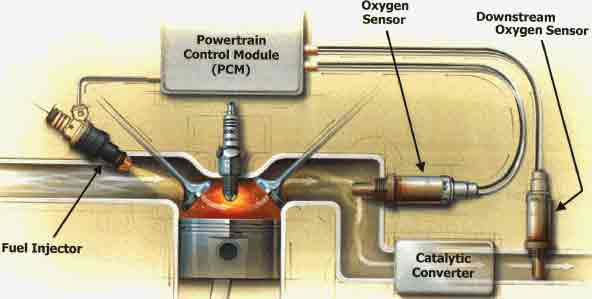 Oxygen
Sensor
Downstream
Oxygen Sensor
Powertrain
Control Module
(PCM)
Fuel Injector
Catalytic
Converter